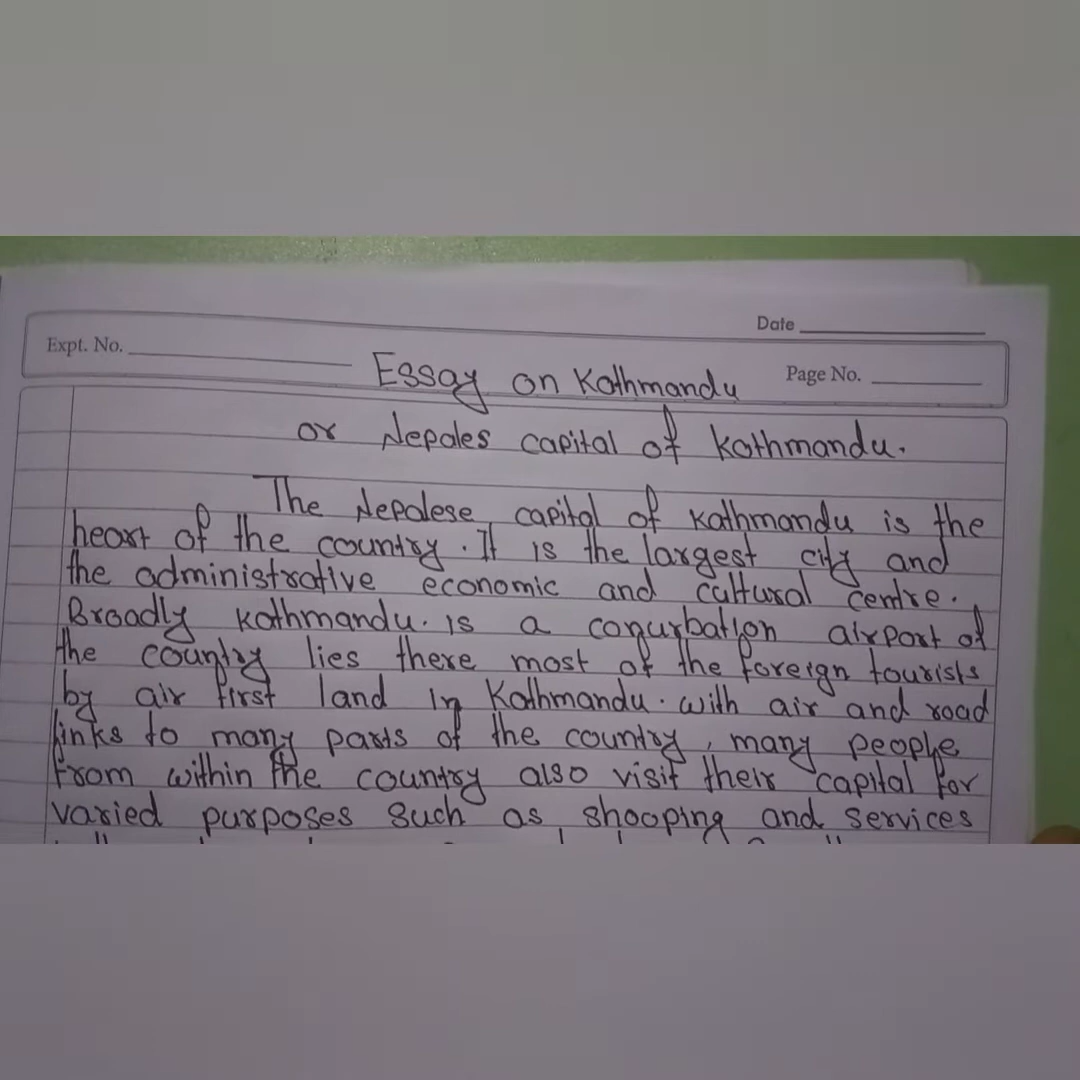 Date
Expt. No.
Page No.
Essay on Kathmandu
or Nepales capital of Kathmandu.
The Nepalese capital of Kathmandu is the
heart of the country. It is the largest city and
the administrative economic and cultural centre.
Broadly kathmandu. is a conurbation airport of
the country lies there most of the foreign tourists
by air first land in Kathmandu. with air and road
links to many parts of the country, many people
from within the country also visit their capital for
varied purposes such as shooping and services